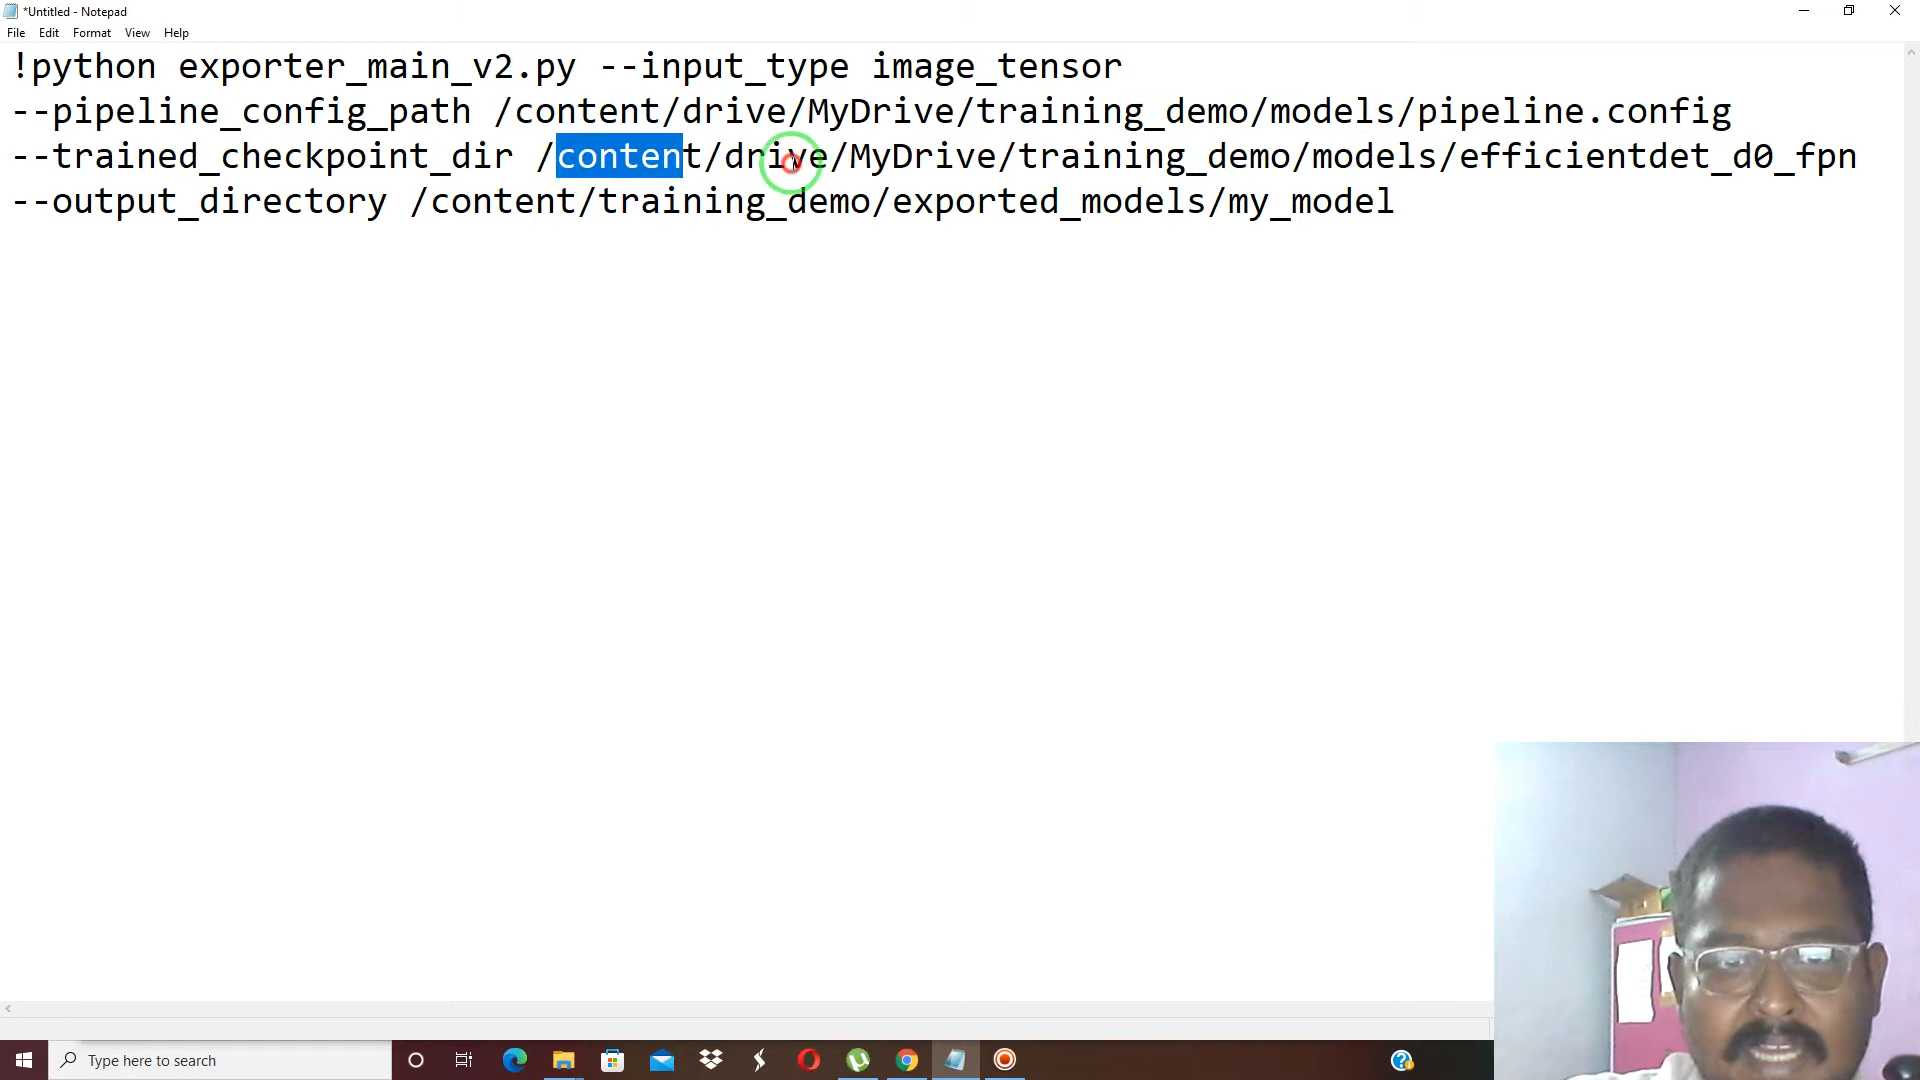 *Untitled - Notepad
File Edit Format View Help
!python exporter_main_v2.py --input_type image_tensor
--pipeline_config_path /content/drive/MyDrive/training_demo/models/pipeline.config
--trained_checkpoint_dir /content/drive/MyDrive/training_demo/models/efficientdet_d0_fpn
--output_directory /content/training_demo/exported_models/my_model
Type here to search